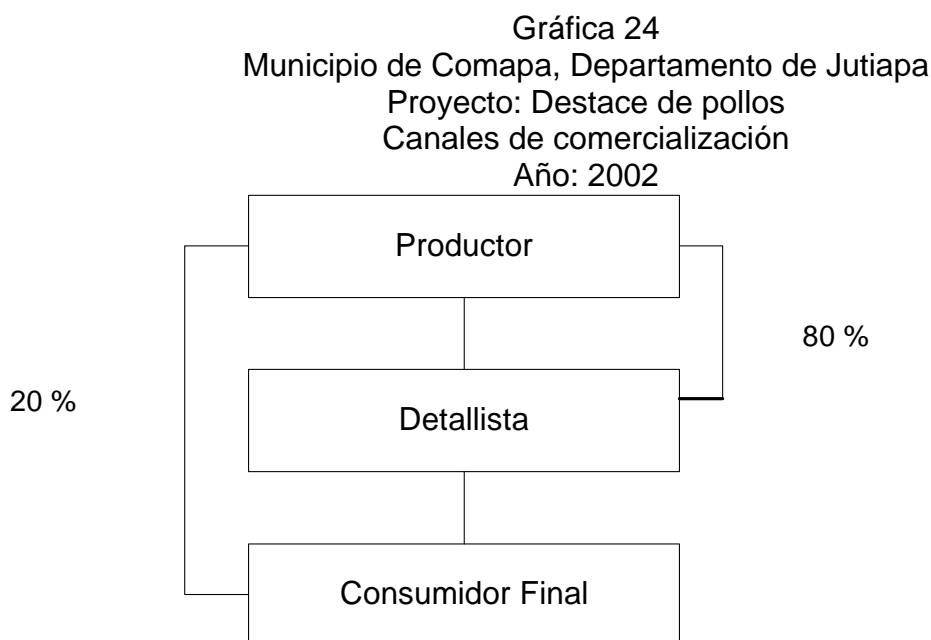 Gráfica 24
Municipio de Comapa, Departamento de Jutiapa
Proyecto: Destace de pollos
Canales de comercialización
Año: 2002
Productor
80 %
20 %
Detallista
Consumidor Final